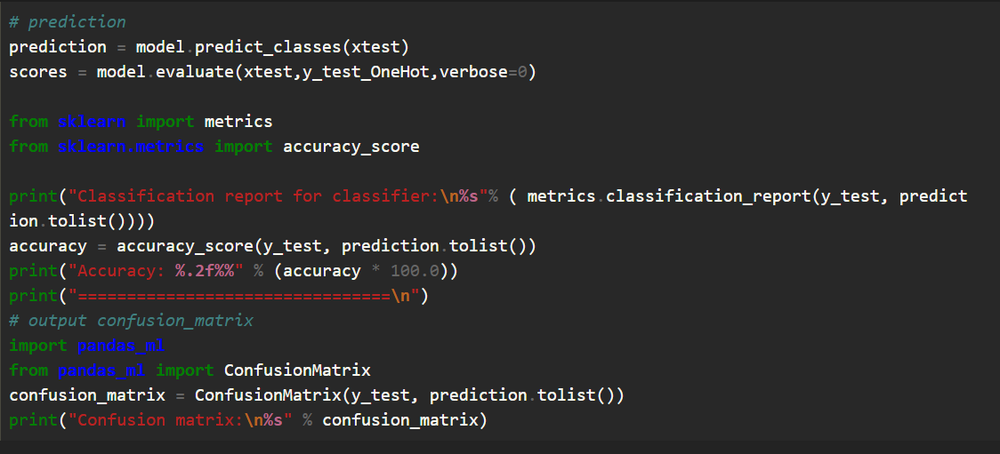 # prediction
prediction = model.predict_classes(xtest)
scores = model.evaluate(xtest,y_test_OneHot,verbose=0)
from sklearn import metrics
from sklearn.metrics import accuracy_score
print("Classification report for classifier:\n%s"% ( metrics.classification_report(y_test, predict
ion.tolist())))
accuracy = accuracy_score(y_test, prediction.tolist())
print("Accuracy: %.2f%%" % (accuracy * 100.0))
print("================================\n")
# output confusion_matrix
import pandas_ml
from pandas_ml import ConfusionMatrix
confusion_matrix = ConfusionMatrix(y_test, prediction.tolist())
print("Confusion matrix:\n%s" % confusion_matrix)